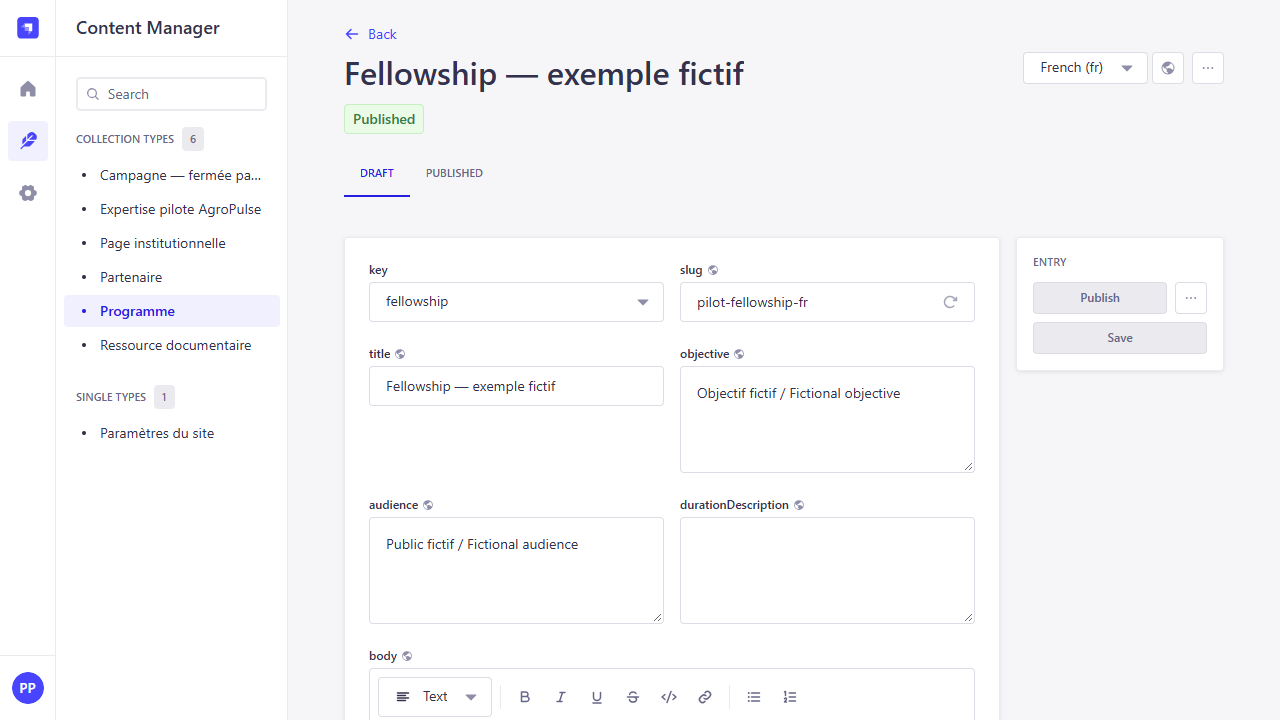 Content Manager
Search
COLLECTION TYPES 6
Campagne — fermée pa...
Expertise pilote AgroPulse
Page institutionnelle
Partenaire
Programme
Ressource documentaire
SINGLE TYPES 1
Paramètres du site
PP
Back
Fellowship — exemple fictif
French (fr)
Published
DRAFT
PUBLISHED
key
fellowship
slug
pilot-fellowship-fr
title
Fellowship — exemple fictif
objective
Objectif fictif / Fictional objective
audience
Public fictif / Fictional audience
durationDescription
body
Text
ENTRY
Publish
Save